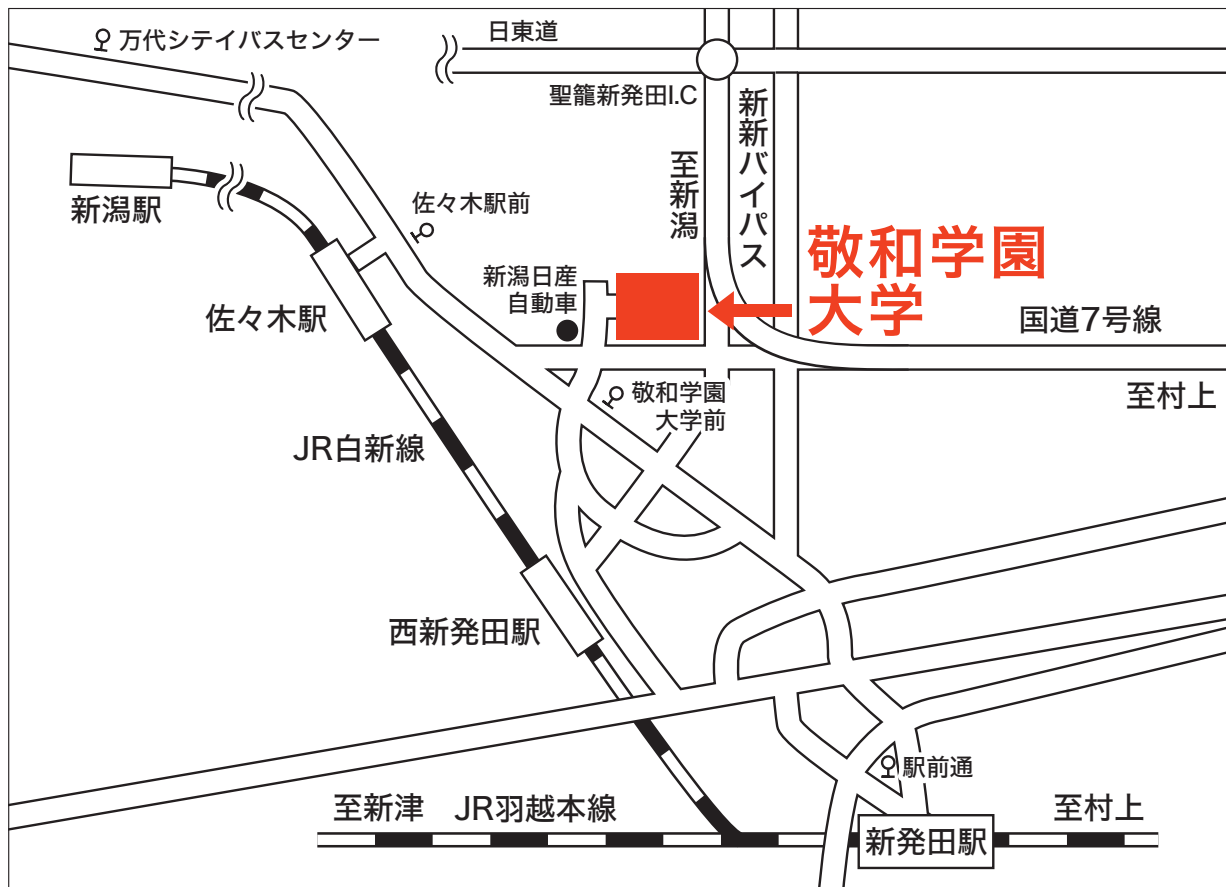 万代シテイバスセンター
日東道
聖籠新発田I.C
新新バイパス
至新潟
新潟駅
佐々木駅前
敬和学園
大学
新潟日産
自動車
佐々木駅
国道7号線
敬和学園
大学前
至村上
JR白新線
西新発田駅
駅前通
至新津
JR羽越本線
至村上
新発田駅